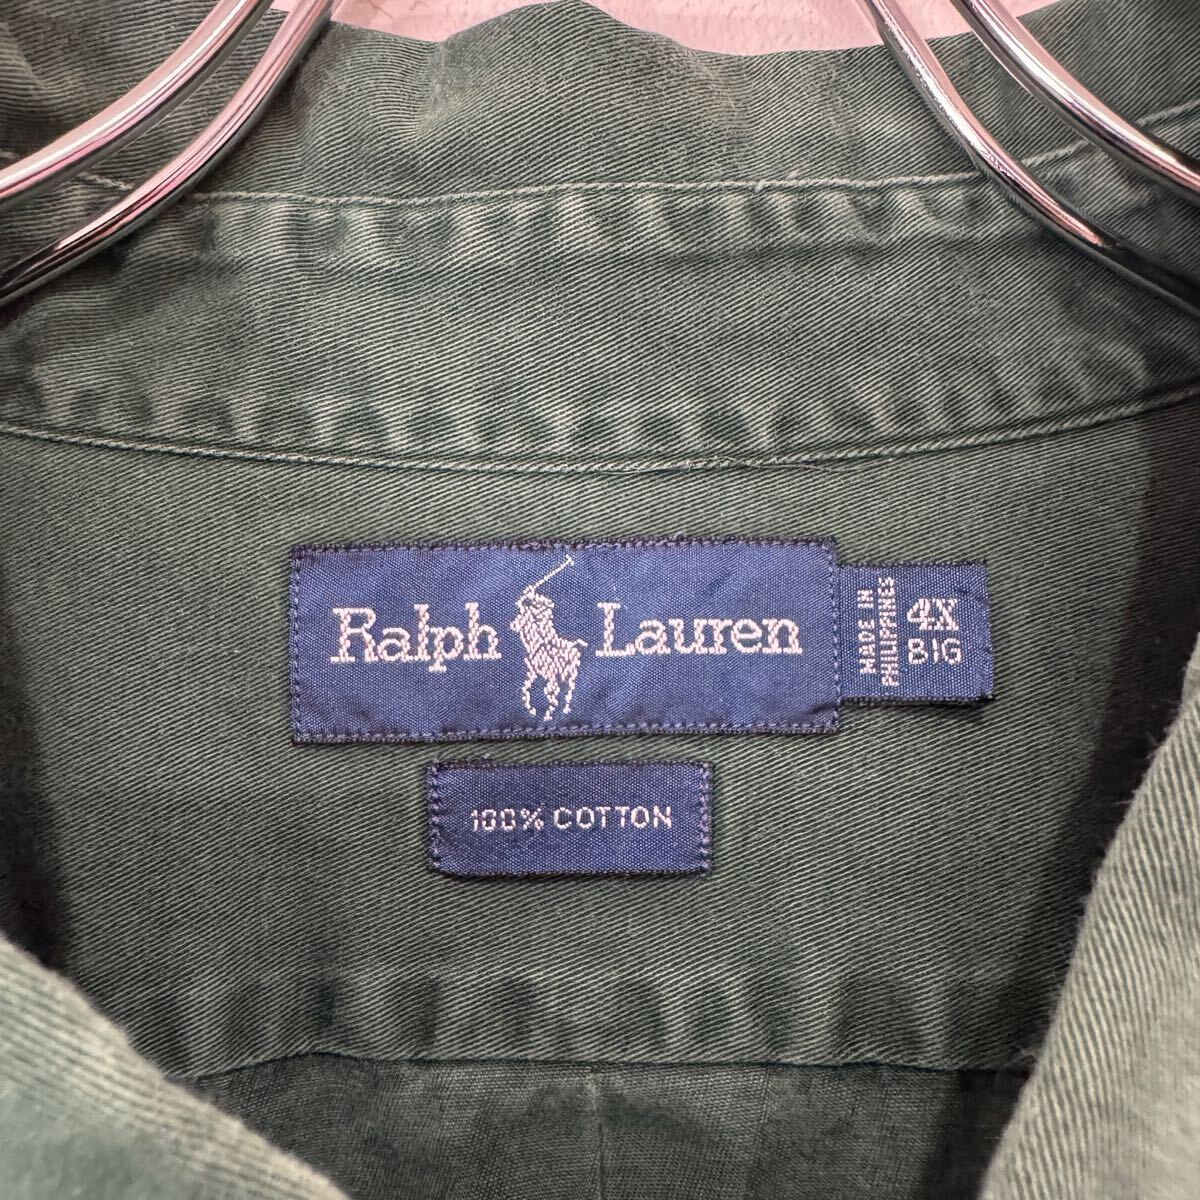 Ralph Lauren
MADE IN
PHILIPPINES
4X
BIG
100% COTTON